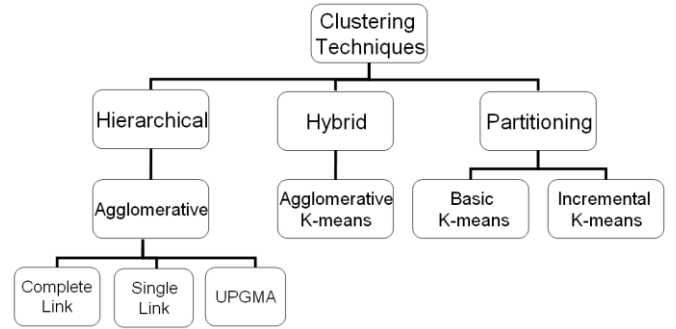 Clustering
Techniques
Hierarchical
Hybrid
Partitioning
Agglomerative
Agglomerative
K-means
Basic
K-means
Incremental
K-means
Complete
Link
Single
Link
UPGMA